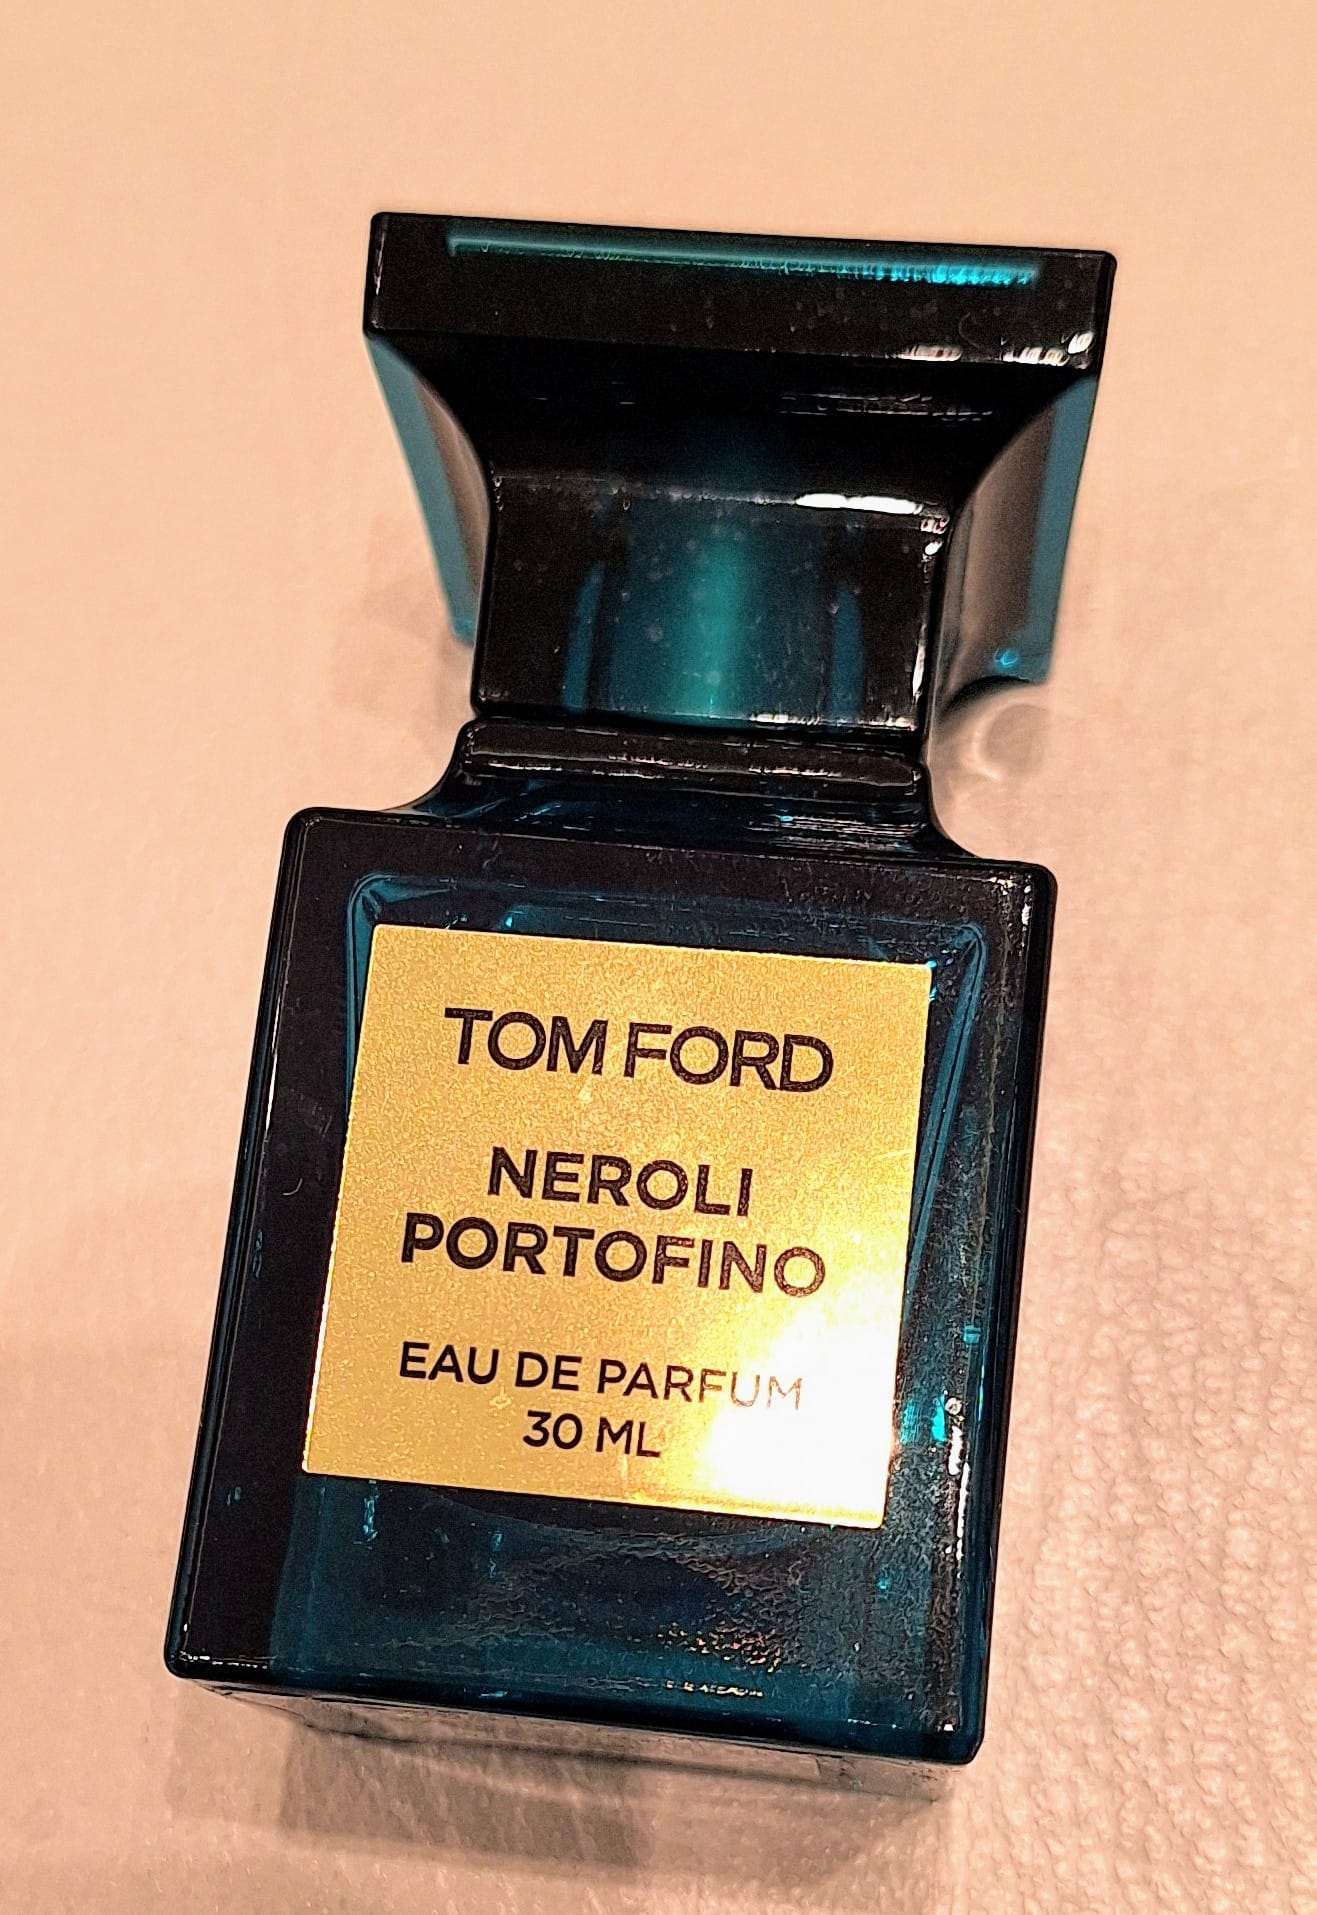 TOM FORD
NEROLI
PORTOFINO
EAU DE PARFUM
30 ML